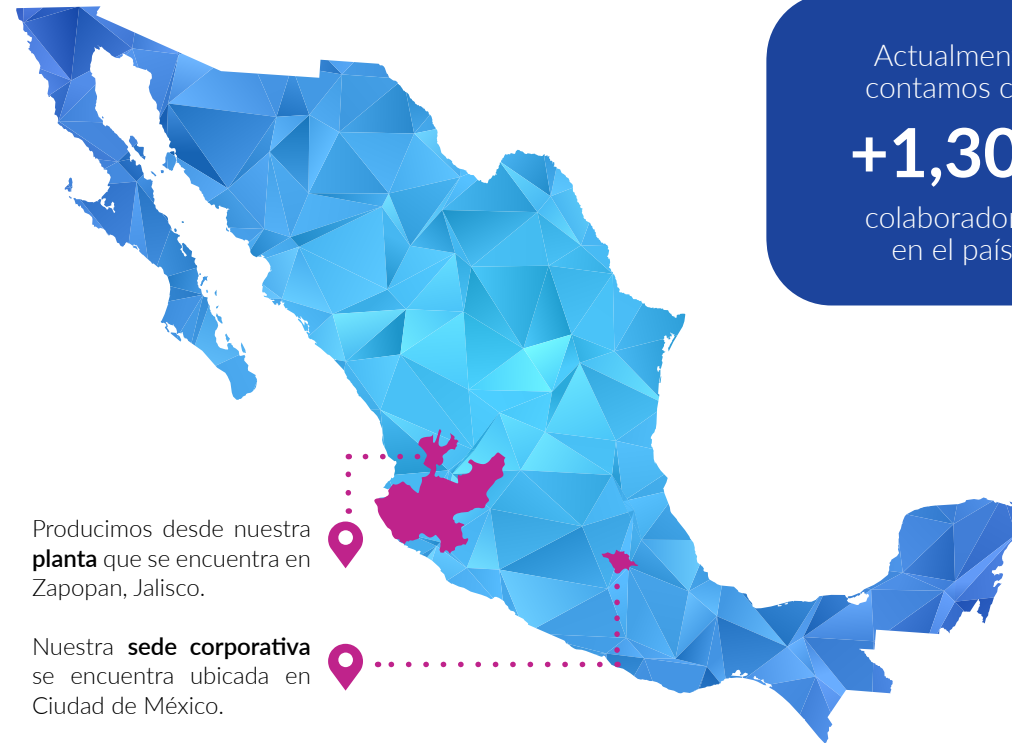 Actualmen
contamos c
+1,30
colaborador
en el país
Producimos desde nuestra
planta que se encuentra en
Zapopan, Jalisco.
Nuestra sede corporativa
se encuentra ubicada en
Ciudad de México.